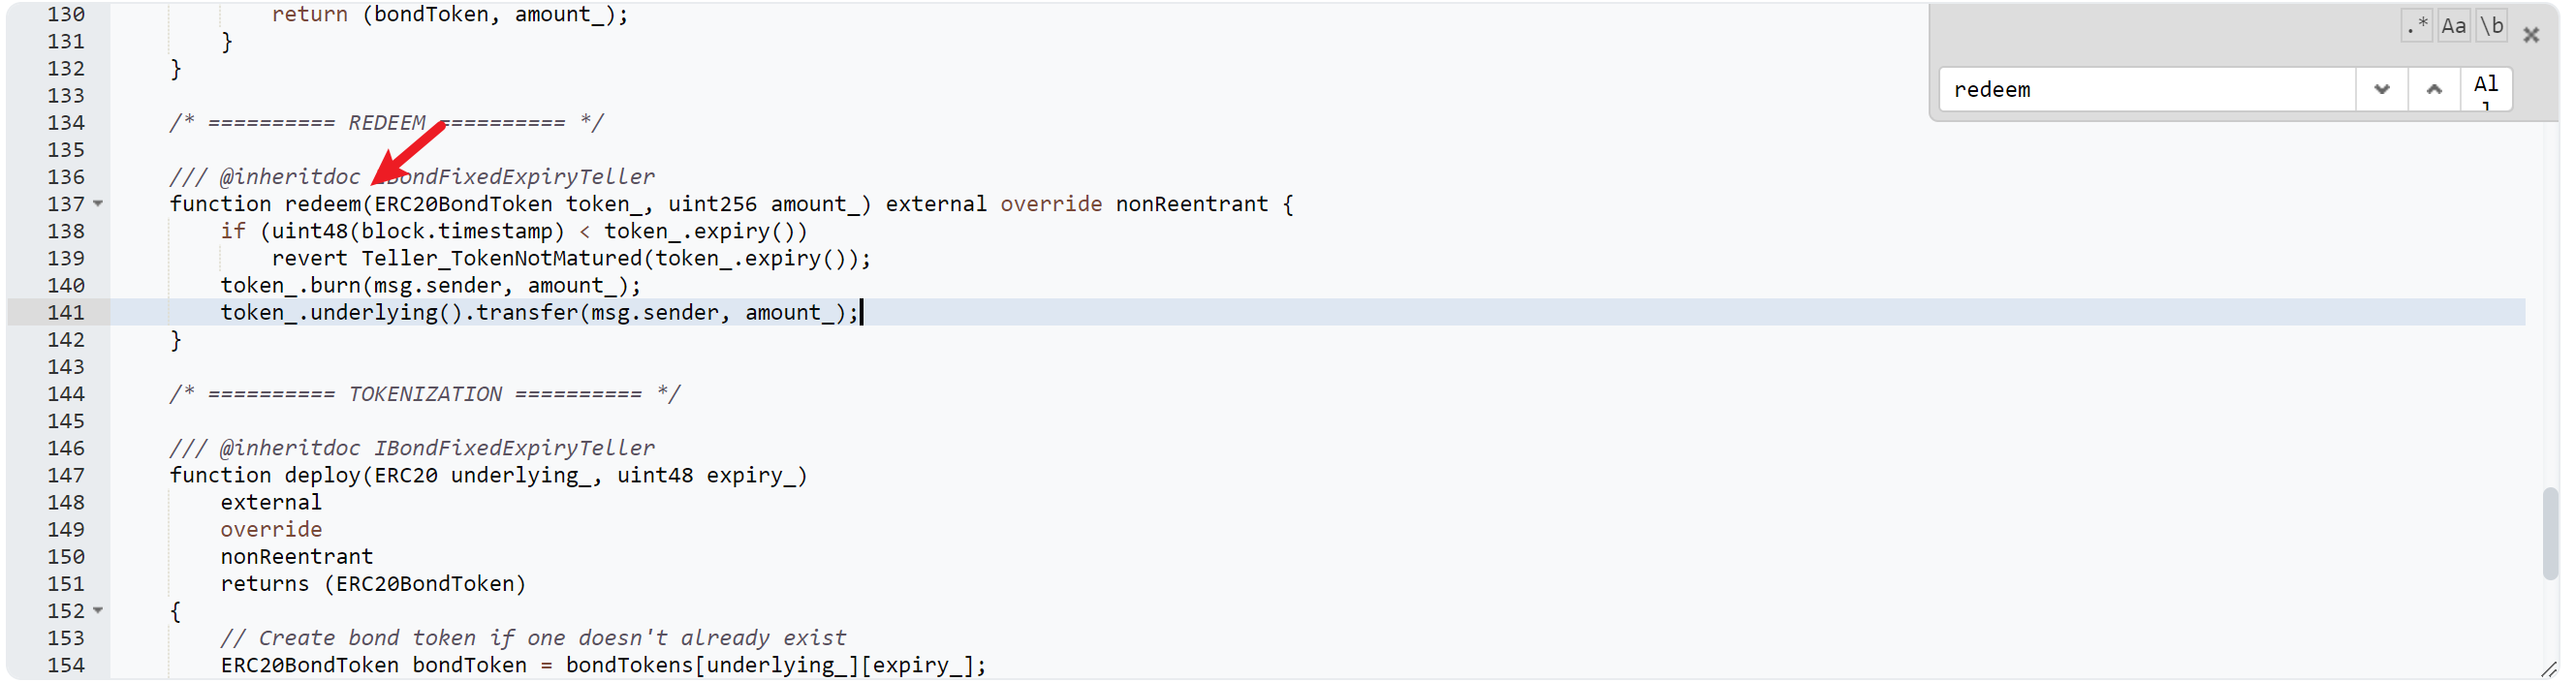 130             return (bondToken, amount_);
131         }
132     }
133
134     /* ========== REDEEM ========== */
135
136     /// @inheritdoc IBondFixedExpiryTeller
137     function redeem(ERC20BondToken token_, uint256 amount_) external override nonReentrant {
138         if (uint48(block.timestamp) < token_.expiry())
139             revert Teller_TokenNotMatured(token_.expiry());
140         token_.burn(msg.sender, amount_);
141         token_.underlying().transfer(msg.sender, amount_);
142     }
143
144     /* ========== TOKENIZATION ========== */
145
146     /// @inheritdoc IBondFixedExpiryTeller
147     function deploy(ERC20 underlying_, uint48 expiry_)
148         external
149         override
150         nonReentrant
151         returns (ERC20BondToken)
152     {
153         // Create bond token if one doesn't already exist
154         ERC20BondToken bondToken = bondTokens[underlying_][expiry_];
.* Aa \b
redeem
All